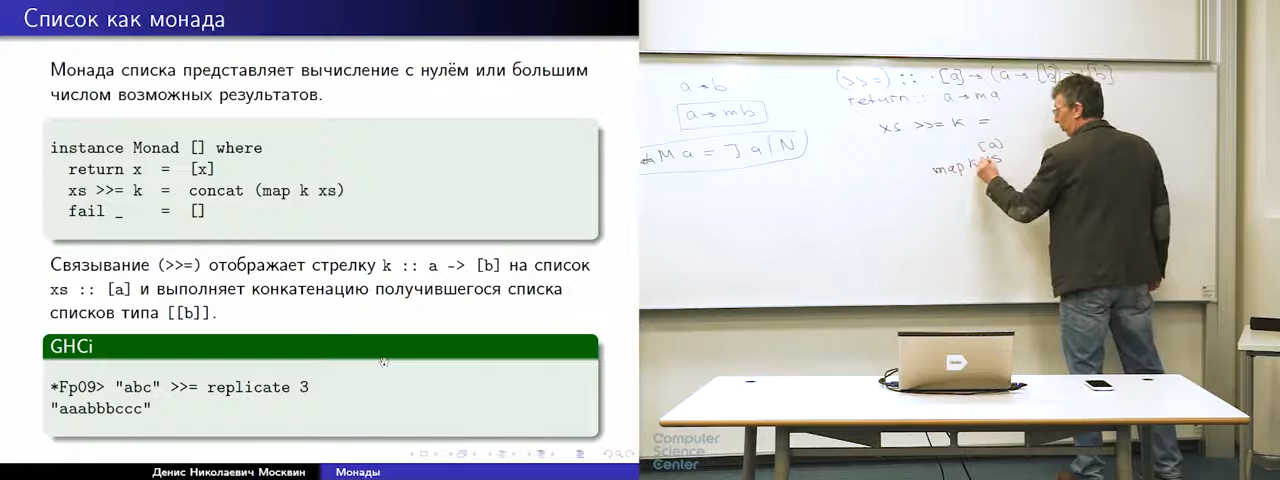 Список как монада
Монада списка представляет вычисление с нулём или большим
числом возможных результатов.
instance Monad [] where
return x = [x]
xs >>= k = concat (map k xs)
fail _ = []
Связывание (>>=) отображает стрелку k :: a -> [b] на список
xs :: [a] и выполняет конкатенацию получившегося списка
списков типа [[b]].
GHCi
*Fp09> "abc" >>= replicate 3
"aaabbbccc"
Денис Николаевич Москвин
Монады
a → b
a → m b
M a = J a | N
(>>=) :: [a] → (a → [b]) → [b]
return :: a → m a
xs >>= k =
[a]
map k xs
Computer
Science
Center